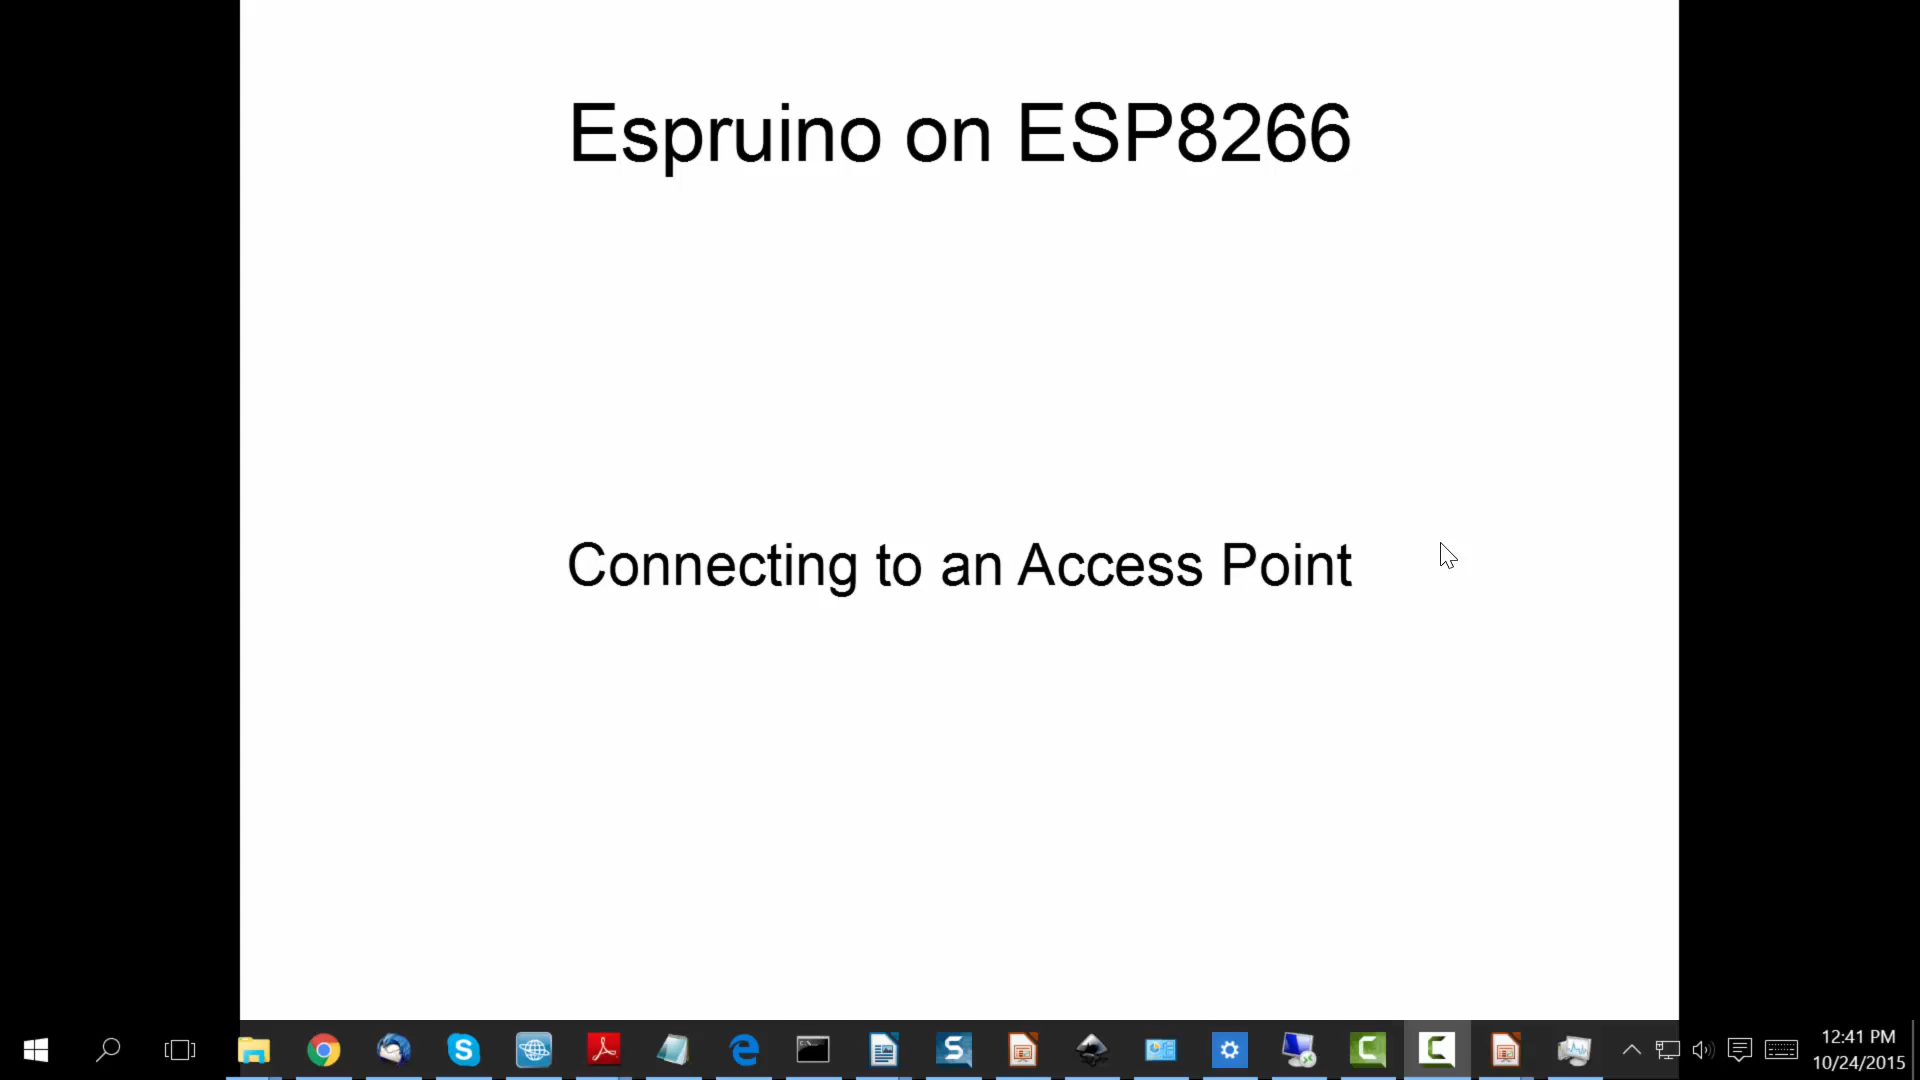 Espruino on ESP8266
Connecting to an Access Point
12:41 PM
10/24/2015